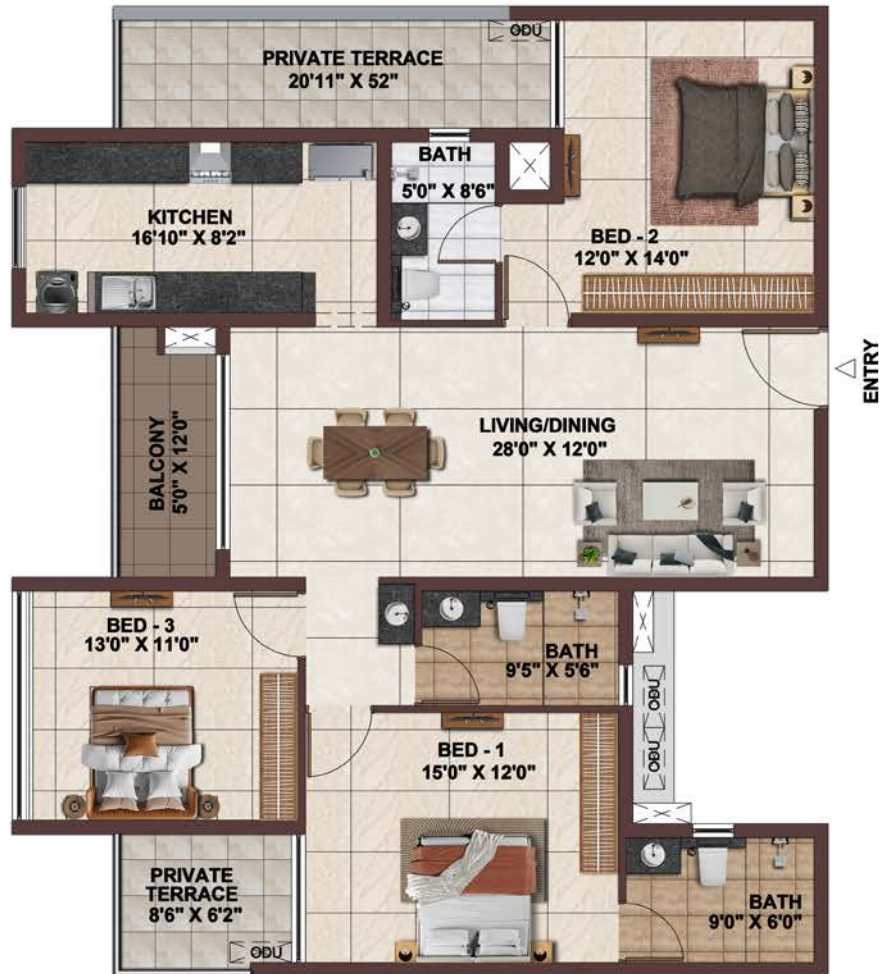 ODU
PRIVATE TERRACE
20'11" X 52"
BATH
5'0" X 8'6"
KITCHEN
16'10" X 8'2"
BED - 2
12'0" X 14'0"
ENTRY
LIVING/DINING
28'0" X 12'0"
BALCONY
5'0" X 12'0"
BED - 3
13'0" X 11'0"
BATH
9'5" X 5'6"
ODU
ODU
BED - 1
15'0" X 12'0"
PRIVATE
TERRACE
8'6" X 6'2"
ODU
BATH
9'0" X 6'0"